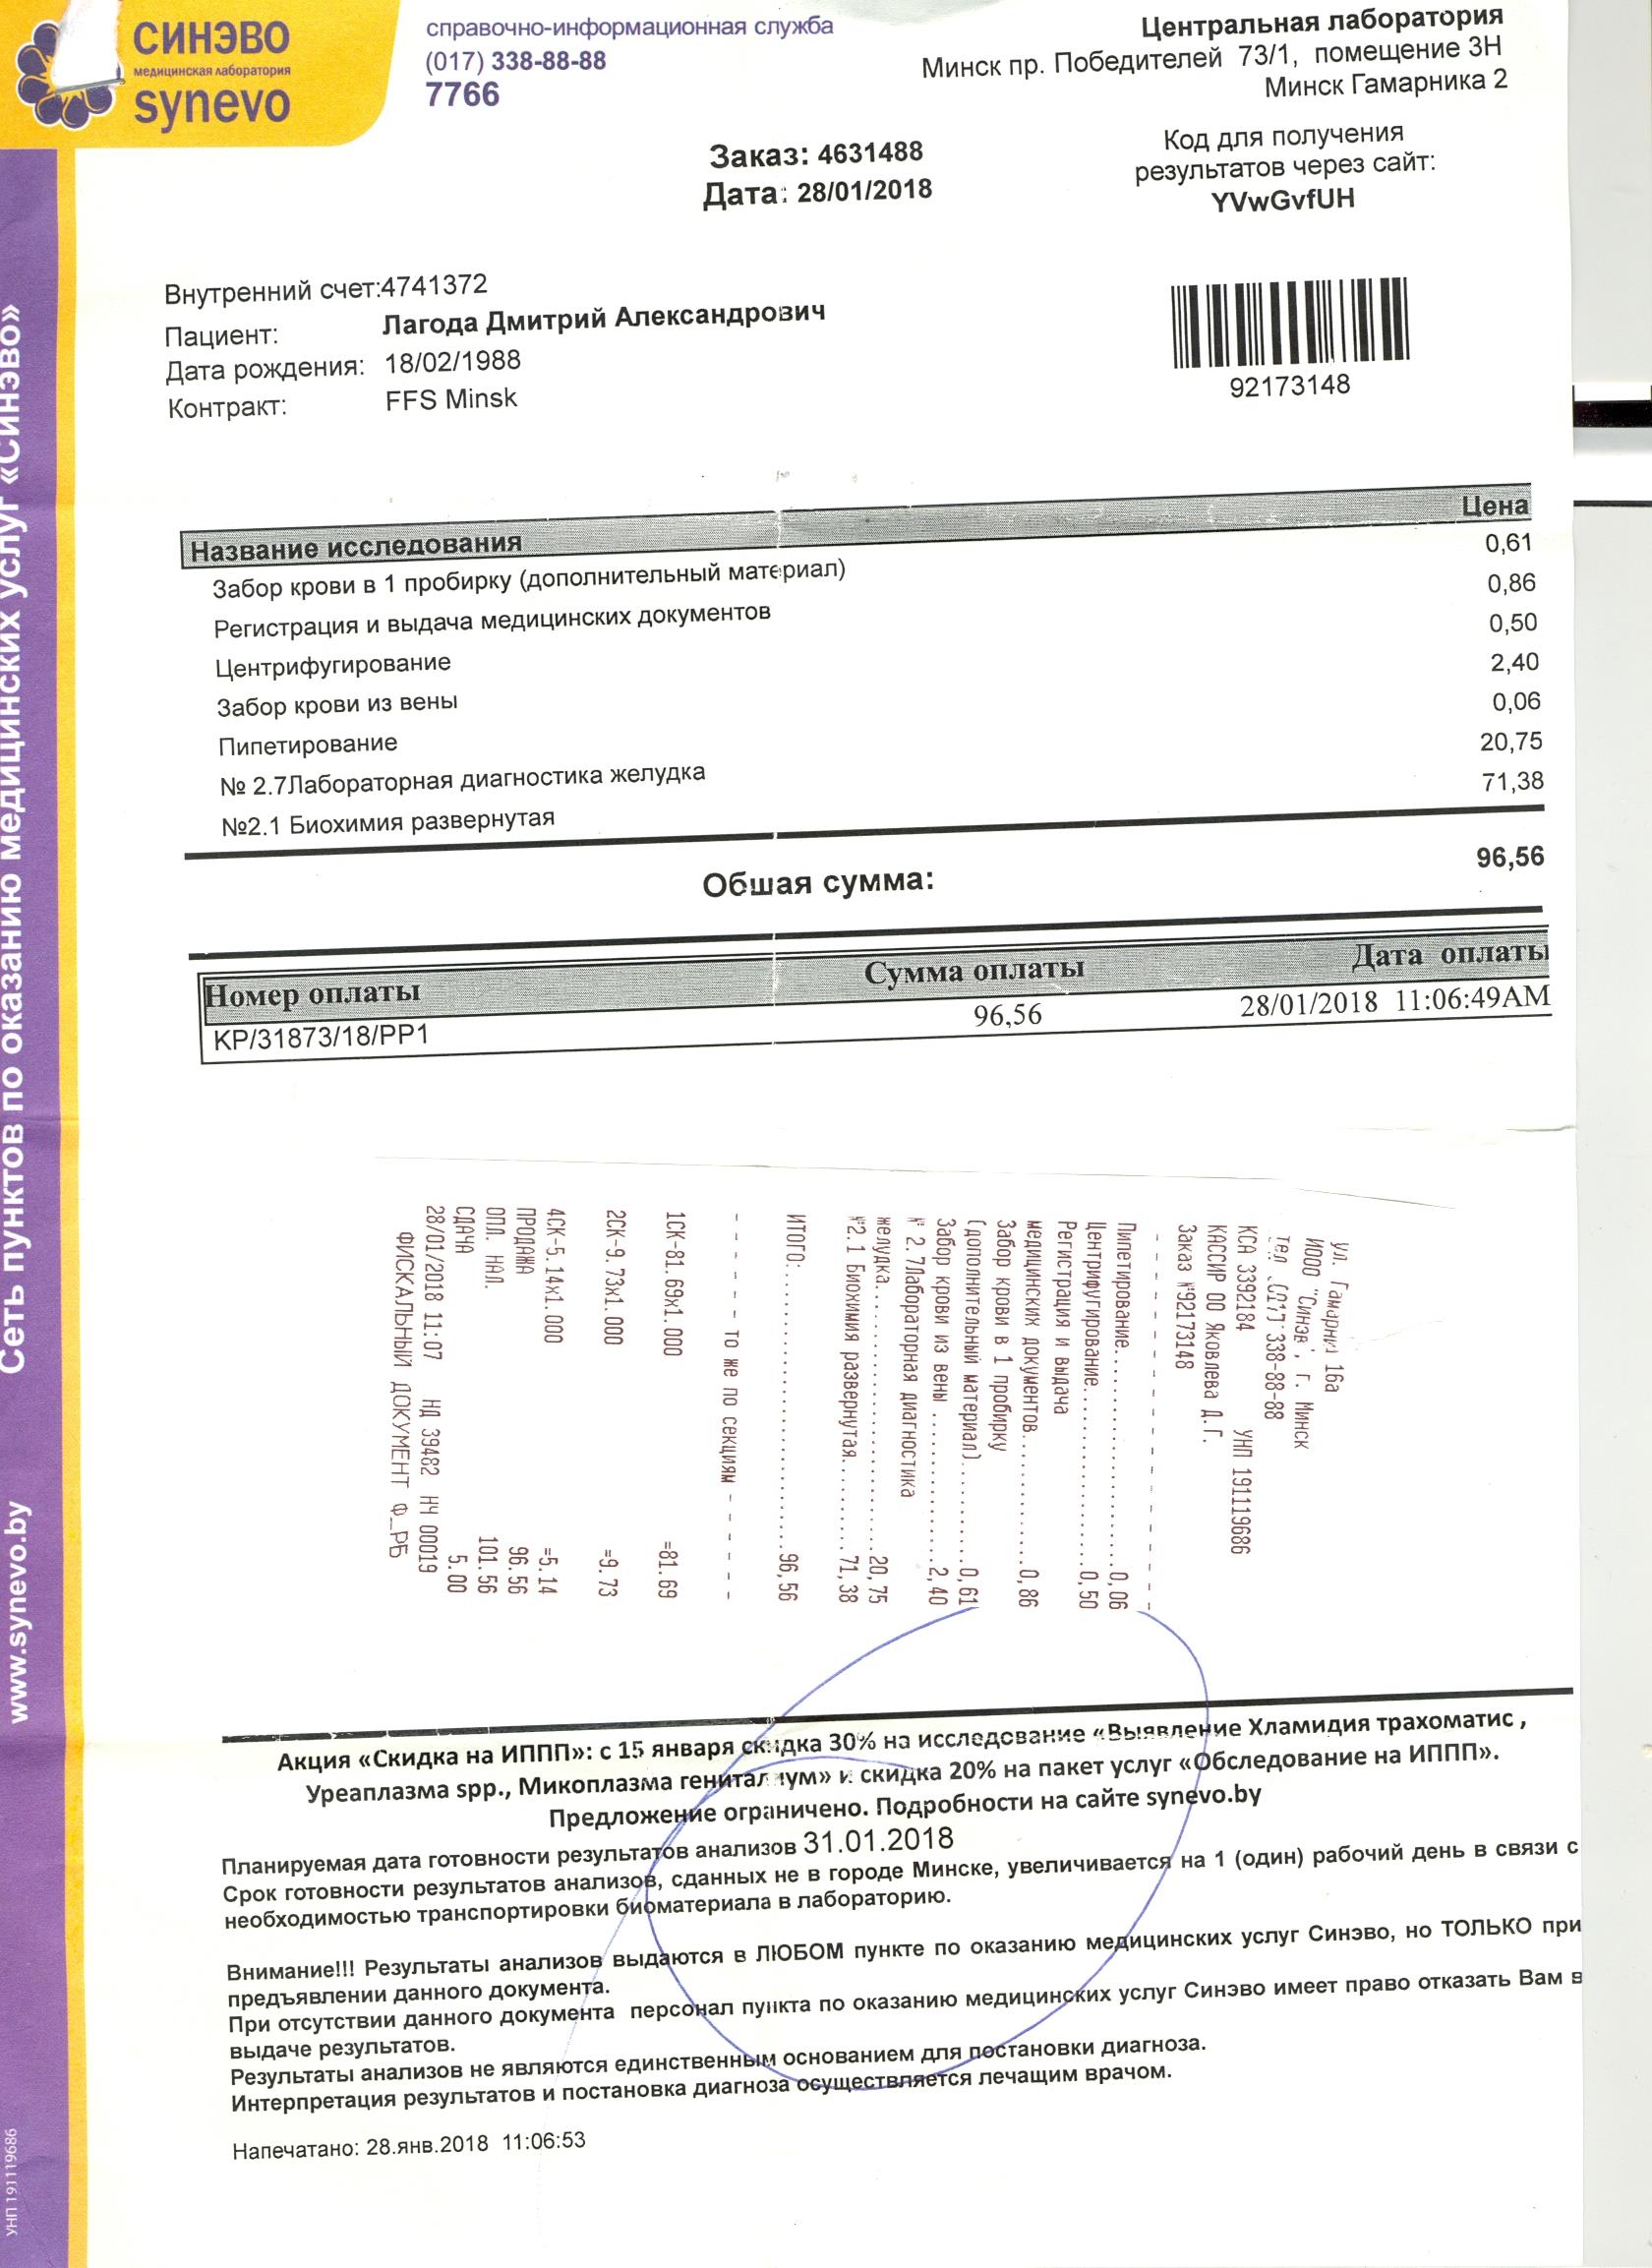 СИНЭВО
медицинская лаборатория
synevo
справочно-информационная служба
(017) 338-88-88
7766
Центральная лаборатория
Минск пр. Победителей 73/1, помещение 3Н
Минск Гамарника 2
Заказ: 4631488
Дата: 28/01/2018
Код для получения
результатов через сайт:
YVwGvfUH
Внутренний счет:4741372
Пациент: Лагода Дмитрий Александрович
Дата рождения: 18/02/1988
Контракт: FFS Minsk
92173148
Название исследования Цена
Забор крови в 1 пробирку (дополнительный материал) 0,61
Регистрация и выдача медицинских документов 0,86
Центрифугирование 0,50
Забор крови из вены 2,40
Пипетирование 0,06
№ 2.7Лабораторная диагностика желудка 20,75
№2.1 Биохимия развернутая 71,38
Обшая сумма: 96,56
Номер оплаты Сумма оплаты Дата оплаты
KP/31873/18/PP1 96,56 28/01/2018 11:06:49AM
ул. Гамарни 16а
ИООО "Синэв", г. Минск
тел (017) 338-88-88
КСА 3392184 УНП 191119686
КАССИР 00 Яковлева Д.Г.
Заказ №92173148
Пипетирование..........0,06
Центрифугирование..........0,50
Регистрация и выдача
медицинских документов..........0,86
Забор крови в 1 пробирку
(дополнительный материал)..........0,61
Забор крови из вены ..........2,40
№ 2.7Лабораторная диагностика
желудка..........20,75
№2.1 Биохимия развернутая..........71,38
ИТОГО:..........96,56
- - - - - - то же по секциям - - - - - -
1СК-81.69x1.000 =81.69
2СК-9.73x1.000 =9.73
4СК-5.14x1.000 =5.14
ПРОДАЖА 96.56
ОПЛ. НАЛ. 101.56
СДАЧА 5.00
28/01/2018 11:07 НД 39482 НЧ 00019
ФИСКАЛЬНЫЙ ДОКУМЕНТ Ф_РБ
Акция «Скидка на ИППП»: с 15 января скидка 30% на исследование «Выявление Хламидия трахоматис ,
Уреаплазма spp., Микоплазма гениталиум» и скидка 20% на пакет услуг «Обследование на ИППП».
Предложение ограничено. Подробности на сайте synevo.by
Планируемая дата готовности результатов анализов 31.01.2018
Срок готовности результатов анализов, сданных не в городе Минске, увеличивается на 1 (один) рабочий день в связи с
необходимостью транспортировки биоматериала в лабораторию.
Внимание!!! Результаты анализов выдаются в ЛЮБОМ пункте по оказанию медицинских услуг Синэво, но ТОЛЬКО при
предъявлении данного документа.
При отсутствии данного документа персонал пункта по оказанию медицинских услуг Синэво имеет право отказать Вам в
выдаче результатов.
Результаты анализов не являются единственным основанием для постановки диагноза.
Интерпретация результатов и постановка диагноза осуществляется лечащим врачом.
Напечатано: 28.янв.2018 11:06:53
Сеть пунктов по оказанию медицинских услуг «Синэво»
www.synevo.by
УНП 191119686